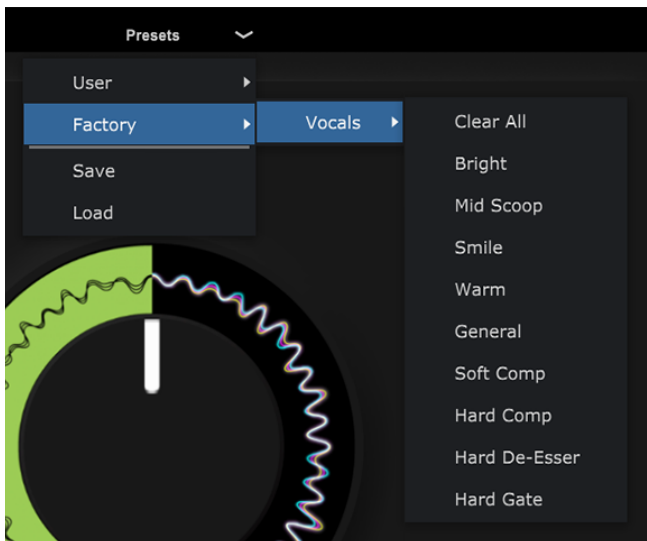 Presets
User
Factory
Save
Load
Vocals
Clear All
Bright
Mid Scoop
Smile
Warm
General
Soft Comp
Hard Comp
Hard De-Esser
Hard Gate